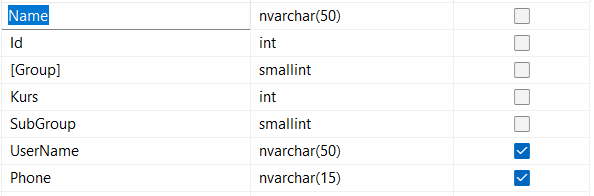 Name nvarchar(50)
Id int
[Group] smallint
Kurs int
SubGroup smallint
UserName nvarchar(50)
Phone nvarchar(15)